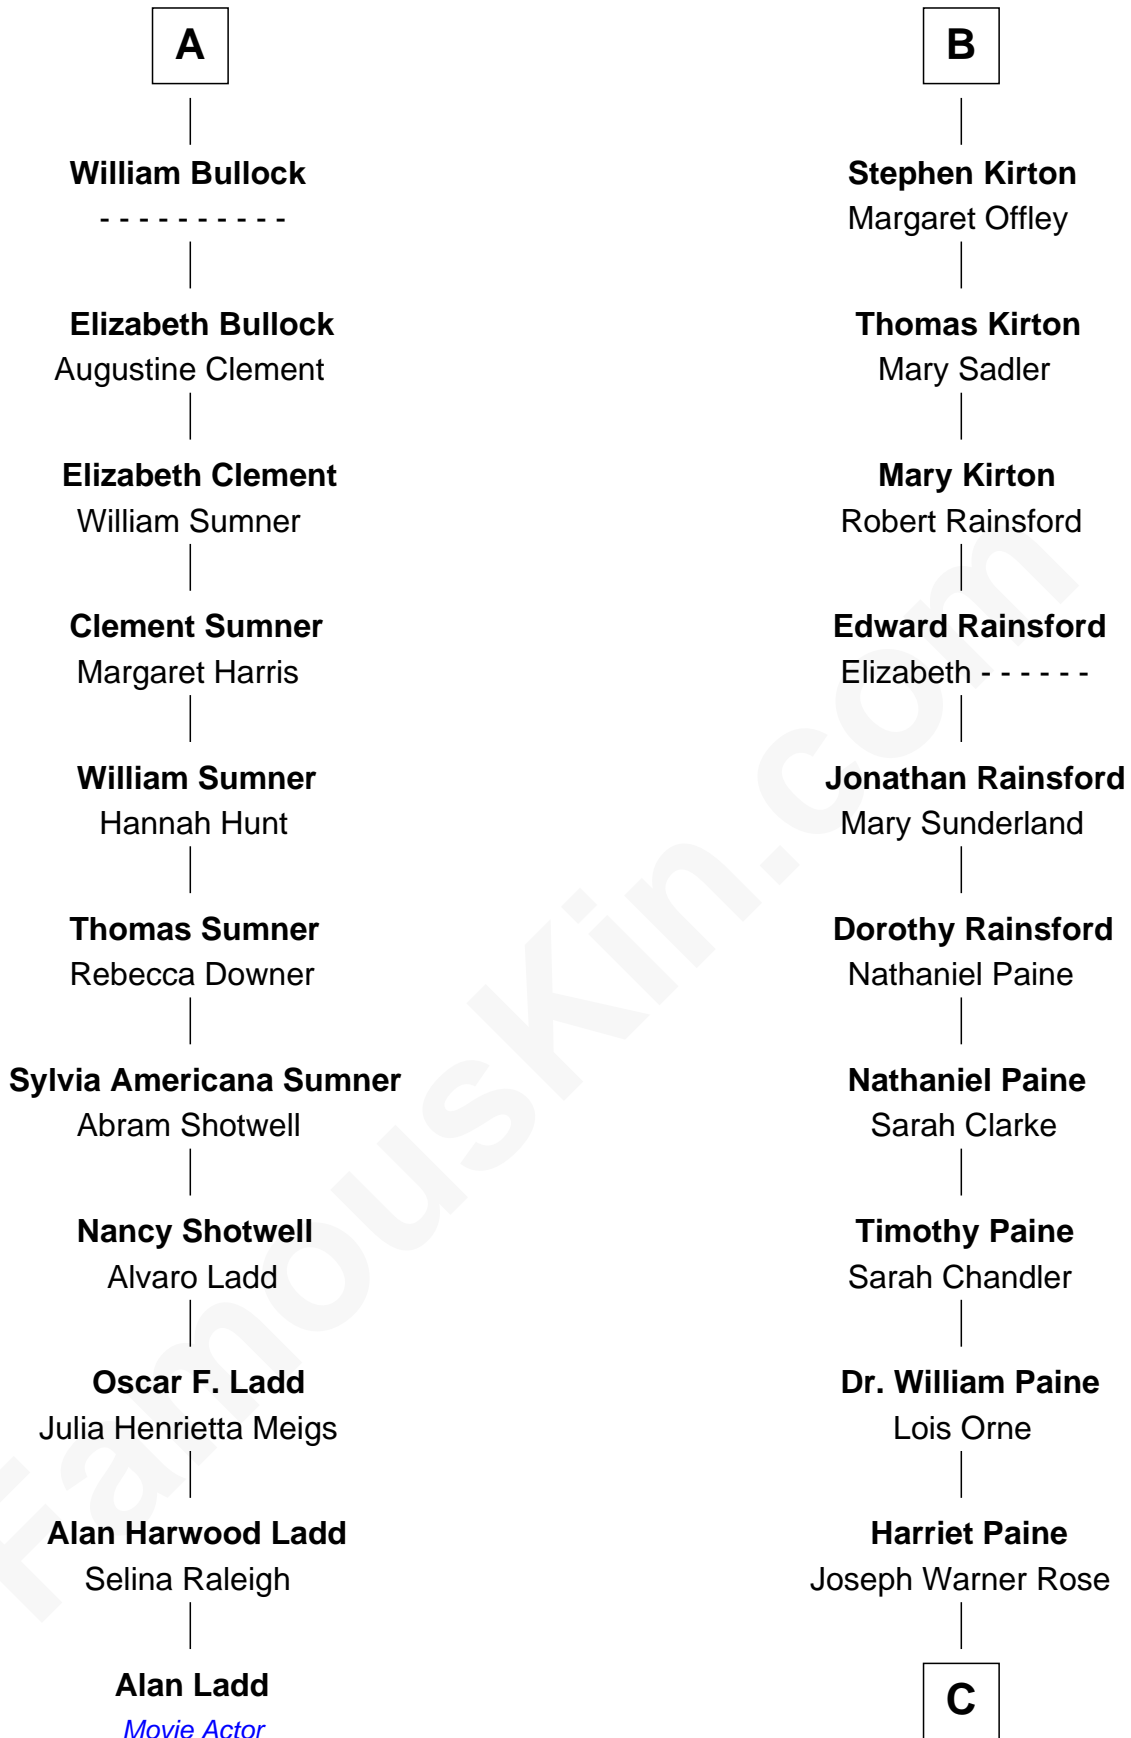 A
William Bullock
- - - - - - - - - -
Elizabeth Bullock
Augustine Clement
Elizabeth Clement
William Sumner
Clement Sumner
Margaret Harris
William Sumner
Hannah Hunt
Thomas Sumner
Rebecca Downer
Sylvia Americana Sumner
Abram Shotwell
Nancy Shotwell
Alvaro Ladd
Oscar F. Ladd
Julia Henrietta Meigs
Alan Harwood Ladd
Selina Raleigh
Alan Ladd
Movie Actor
B
Stephen Kirton
Margaret Offley
Thomas Kirton
Mary Sadler
Mary Kirton
Robert Rainsford
Edward Rainsford
Elizabeth - - - - - -
Jonathan Rainsford
Mary Sunderland
Dorothy Rainsford
Nathaniel Paine
Nathaniel Paine
Sarah Clarke
Timothy Paine
Sarah Chandler
Dr. William Paine
Lois Orne
Harriet Paine
Joseph Warner Rose
C
FamousKin.com